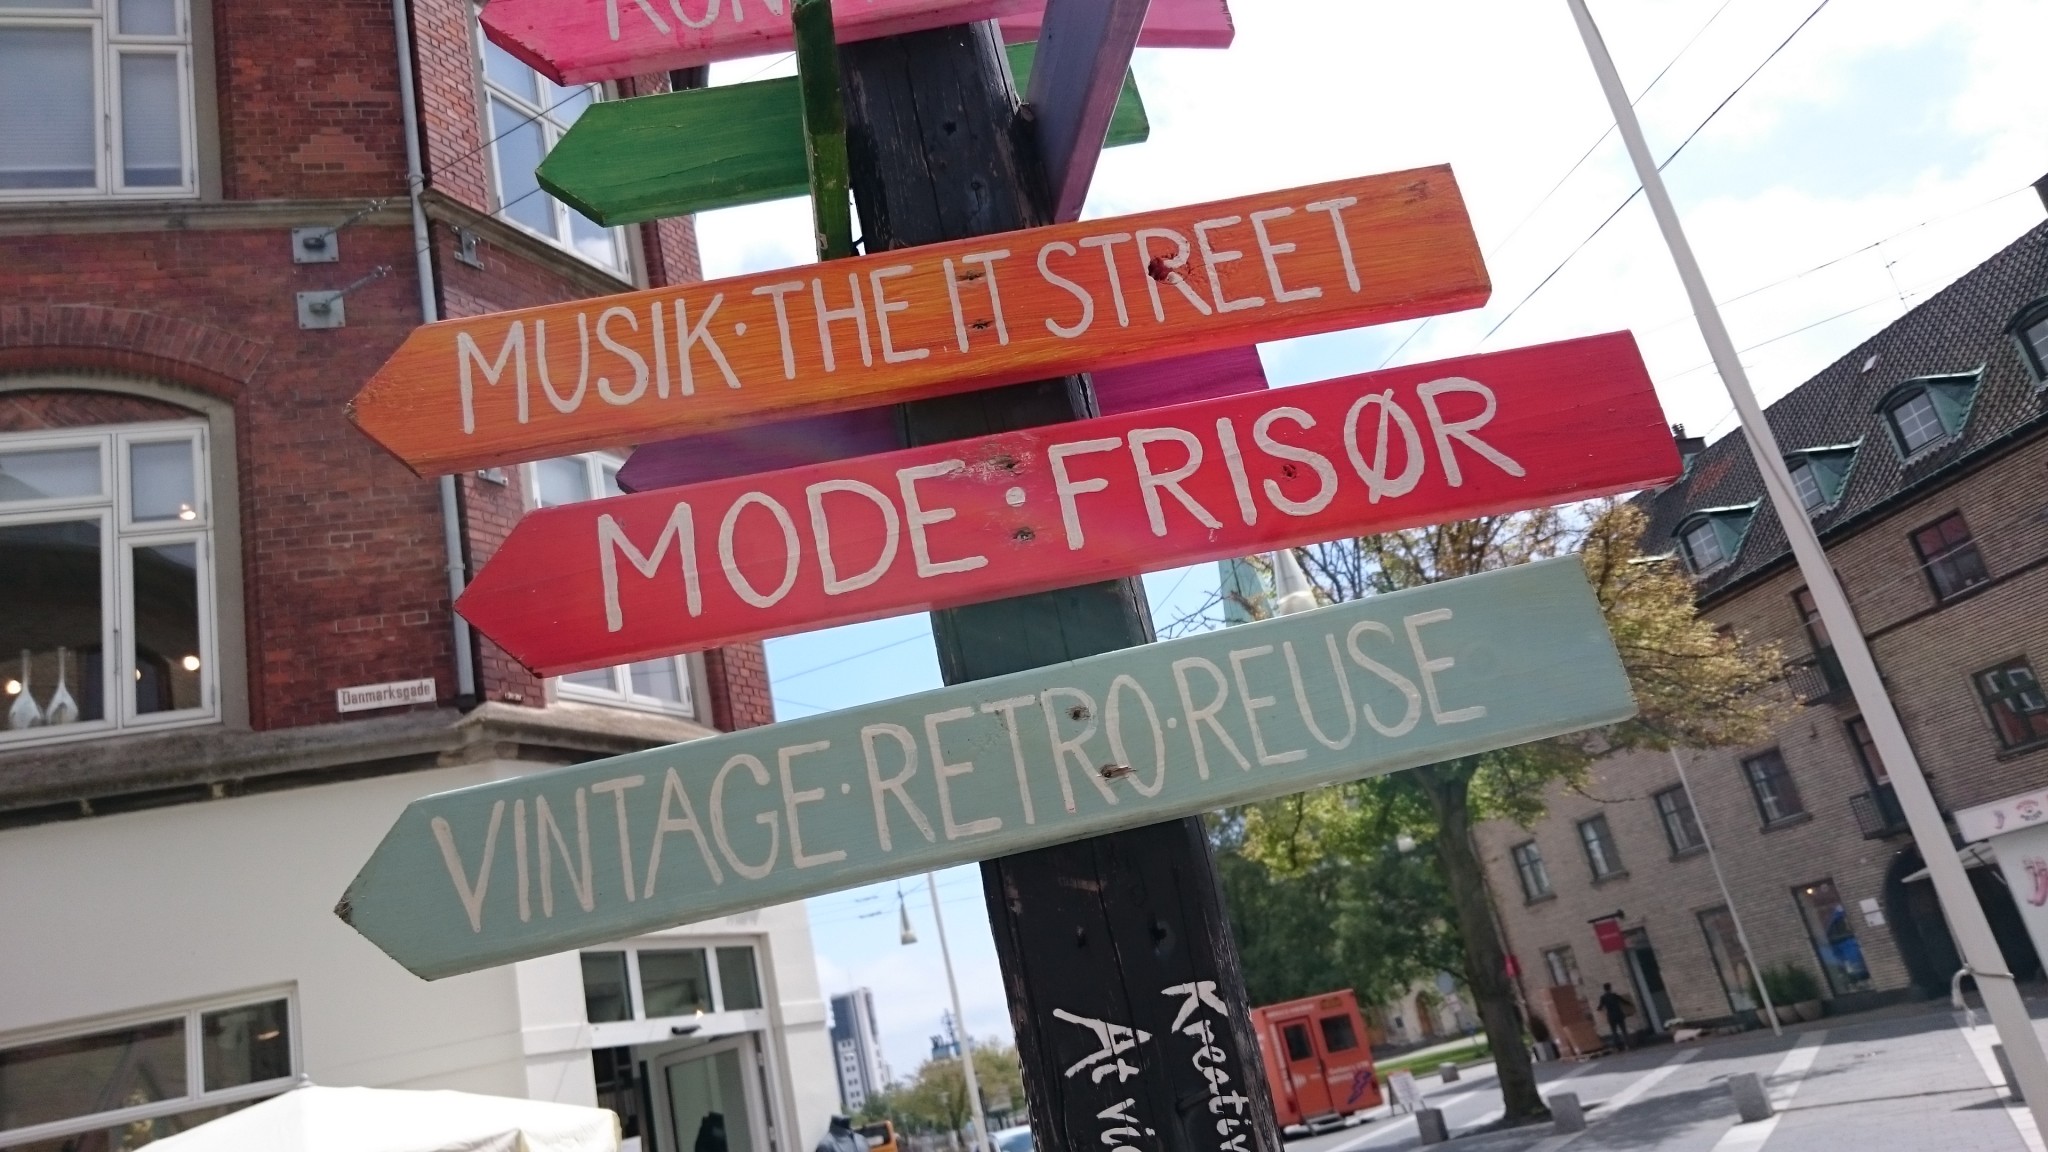 MUSIK · THE IT STREET
MODE · FRISØR
VINTAGE · RETRO · REUSE
Danmarksgade